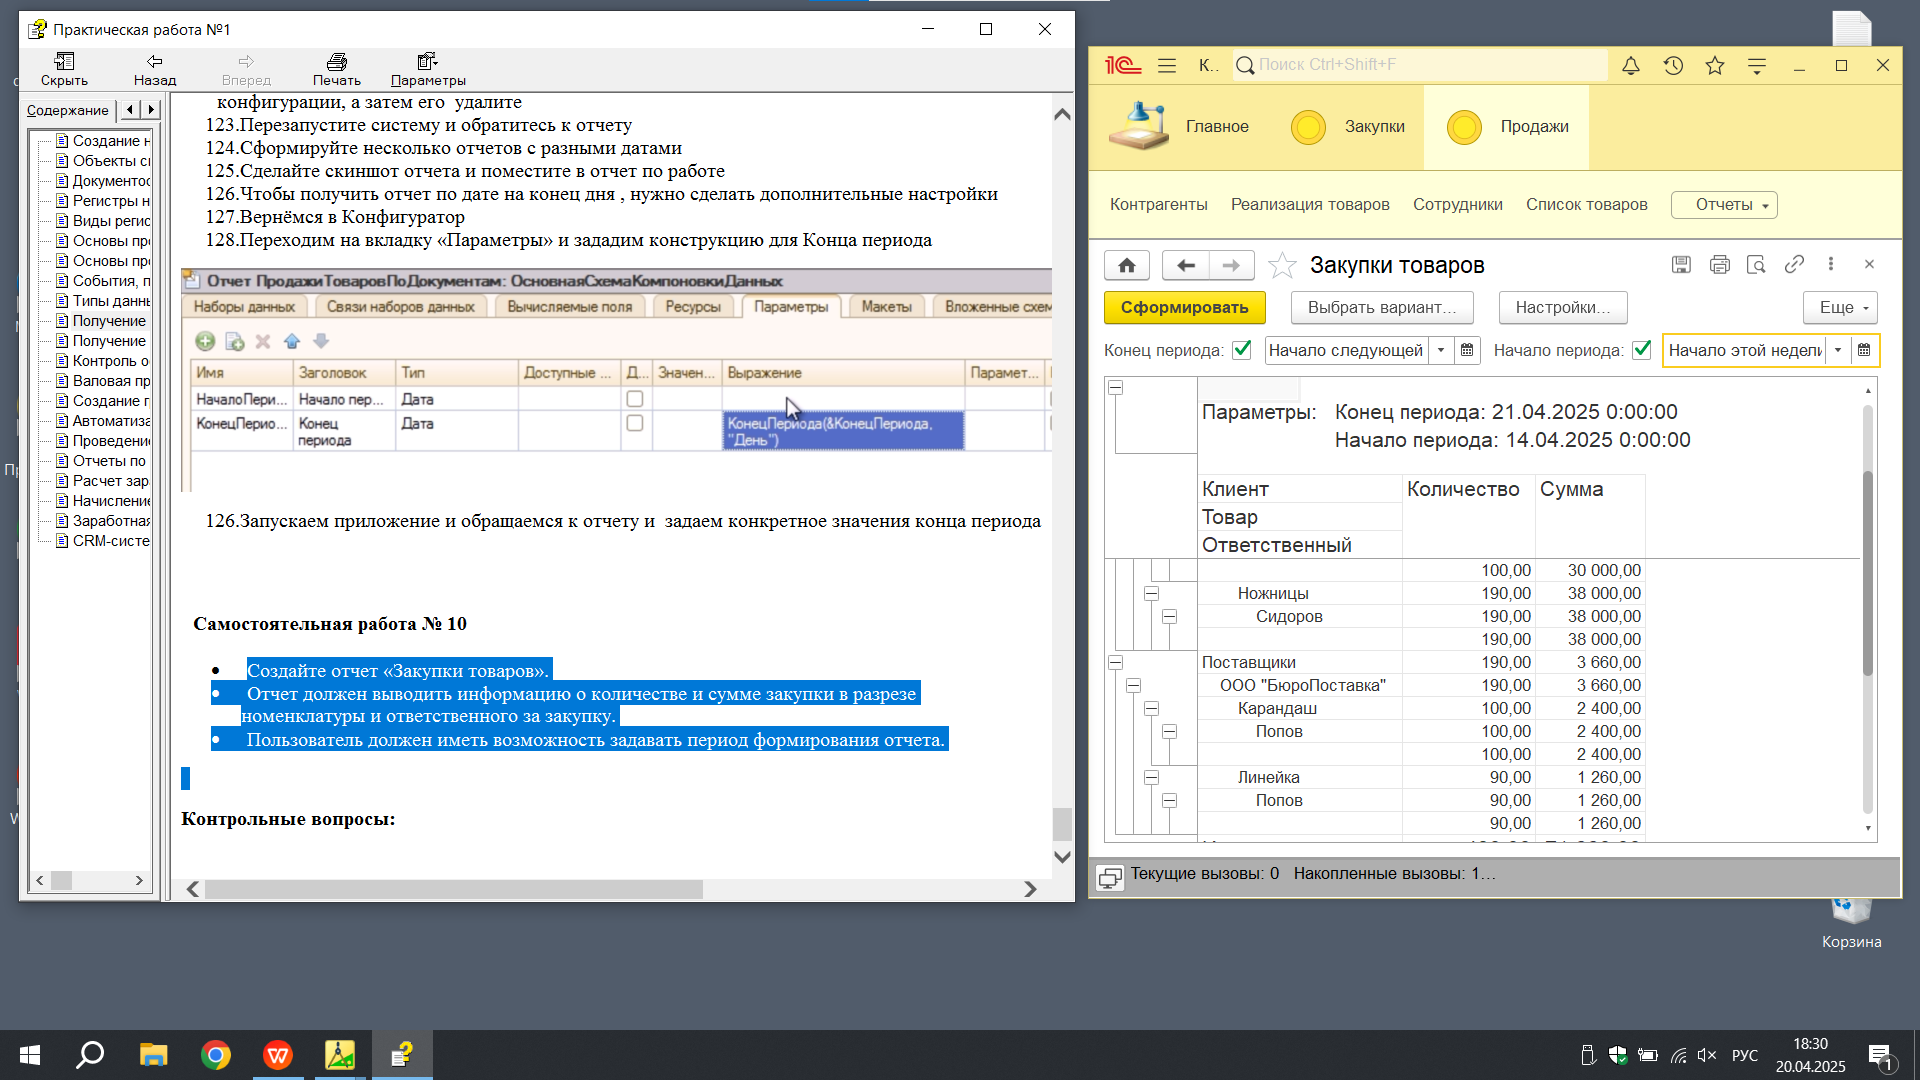 Практическая работа №1
Скрыть
Назад
Вперед
Печать
Параметры
Содержание
Создание н
Объекты с
Документоо
Регистры н
Виды регис
Основы пр
Основы пр
События, п
Типы данн
Получение
Получение
Контроль о
Валовая пр
Создание г
Автоматиза
Проведени
Отчеты по
Расчет зар
Начисление
Заработная
CRM-систе
конфигурации, а затем его удалите
123.Перезапустите систему и обратитесь к отчету
124.Сформируйте несколько отчетов с разными датами
125.Сделайте скиншот отчета и поместите в отчет по работе
126.Чтобы получить отчет по дате на конец дня , нужно сделать дополнительные настройки
127.Вернёмся в Конфигуратор
128.Переходим на вкладку «Параметры» и зададим конструкцию для Конца периода
Отчет ПродажиТоваровПоДокументам: ОсновнаяСхемаКомпоновкиДанных
Наборы данных
Связи наборов данных
Вычисляемые поля
Ресурсы
Параметры
Макеты
Вложенные схем
Имя
Заголовок
Тип
Доступные ...
Д...
Значен...
Выражение
Парамет...
НачалоПери...
Начало пер...
Дата
КонецПерио...
Конец
периода
Дата
КонецПериода(&КонецПериода,
"День")
126.Запускаем приложение и обращаемся к отчету и задаем конкретное значения конца периода
Самостоятельная работа № 10
• Создайте отчет «Закупки товаров».
• Отчет должен выводить информацию о количестве и сумме закупки в разрезе
номенклатуры и ответственного за закупку.
• Пользователь должен иметь возможность задавать период формирования отчета.
Контрольные вопросы:
1С
К..
Поиск Ctrl+Shift+F
Главное
Закупки
Продажи
Контрагенты
Реализация товаров
Сотрудники
Список товаров
Отчеты
Закупки товаров
Сформировать
Выбрать вариант...
Настройки...
Еще
Конец периода:
Начало следующей
Начало периода:
Начало этой недели
Параметры:
Конец периода: 21.04.2025 0:00:00
Начало периода: 14.04.2025 0:00:00
Клиент
Количество
Сумма
Товар
Ответственный
100,00 30 000,00
Ножницы 190,00 38 000,00
Сидоров 190,00 38 000,00
190,00 38 000,00
Поставщики 190,00 3 660,00
ООО "БюроПоставка" 190,00 3 660,00
Карандаш 100,00 2 400,00
Попов 100,00 2 400,00
100,00 2 400,00
Линейка 90,00 1 260,00
Попов 90,00 1 260,00
90,00 1 260,00
Текущие вызовы: 0 Накопленные вызовы: 1...
Корзина
РУС
18:30
20.04.2025
1